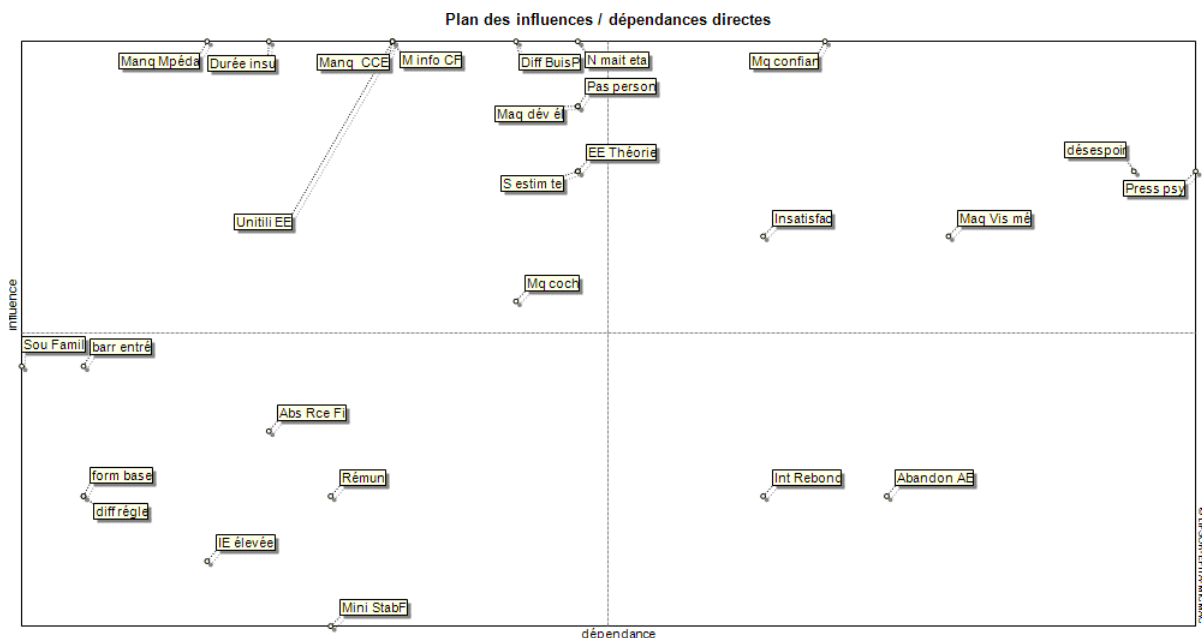 Plan des influences / dépendances directes
Manq Mpéda
Durée insu
Manq CCE
M info CF
Diff BuisP
N mait eta
Mq confian
Pas person
Maq dév él
EE Théorie
désespoir
S estim te
Press psy
Unitili EE
Insatisfac
Maq Vis mé
Mq coch
influence
Sou Famil
barr entré
Abs Rce Fi
form base
Rémun
Int Rebond
Abandon AE
diff régle
IE élevée
Mini StabF
dépendance